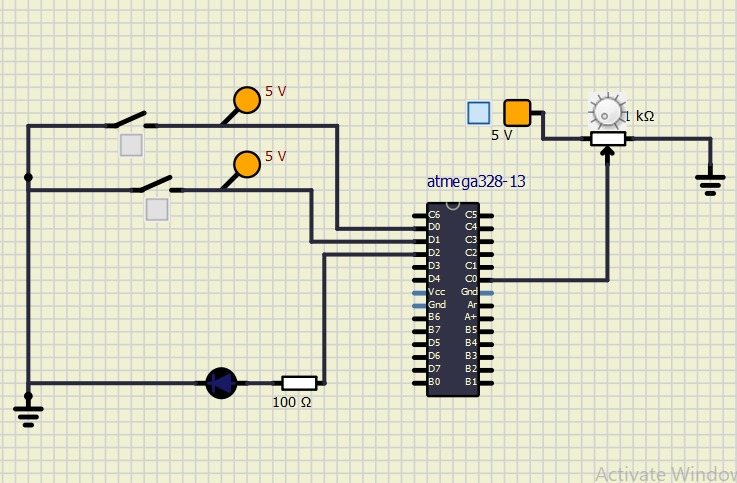 5 V
5 V
5 V
1 kΩ
atmega328-13
C6 C5
D0 C4
D1 C3
D2 C2
D3 C1
D4 C0
Vcc Gnd
Gnd Ar
B6 A+
B7 B5
D5 B4
D6 B3
D7 B2
B0 B1
100 Ω
Activate Window